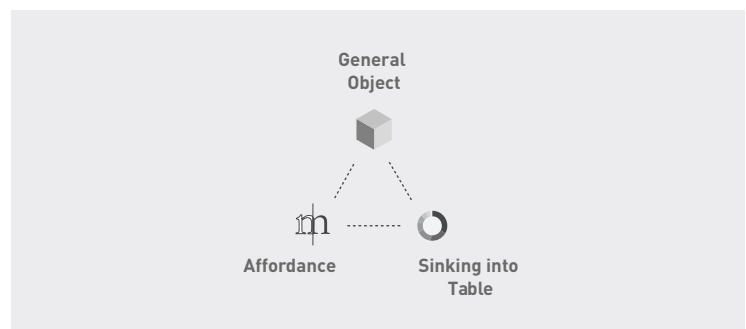 General
Object
m
Affordance
Sinking into
Table